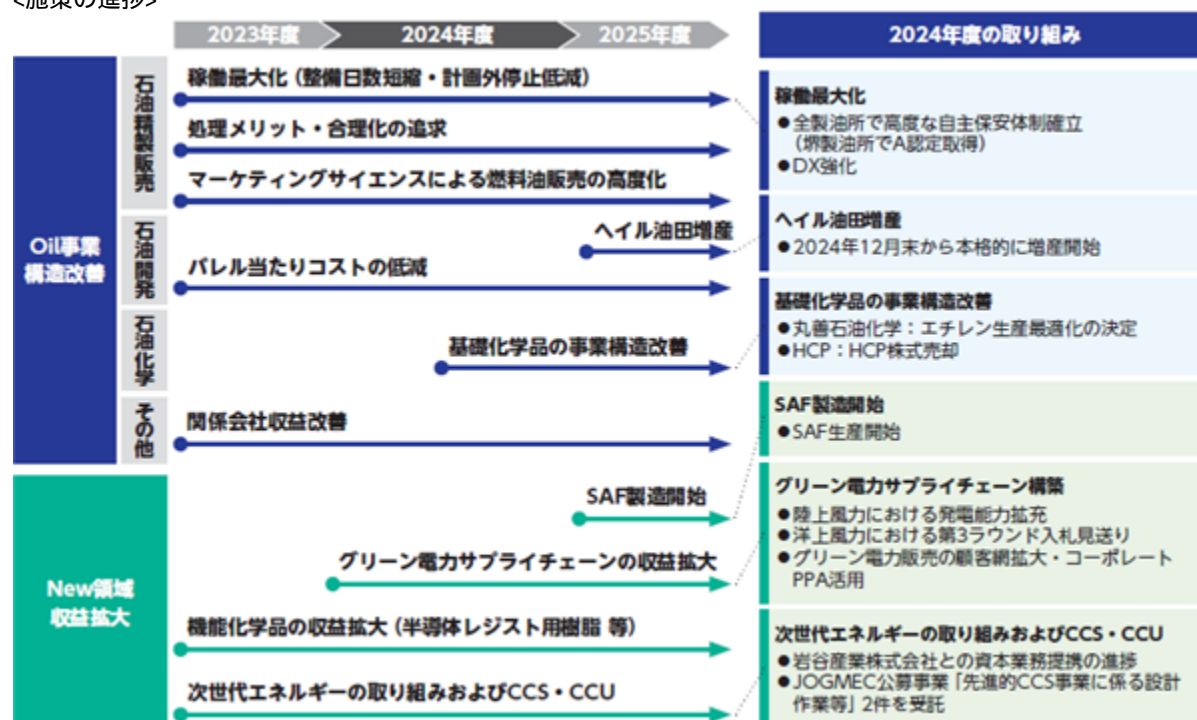 <施策の進捗>
2023年度
2024年度
2025年度
2024年度の取り組み
Oil事業
構造改善
石油精製販売
稼働最大化（整備日数短縮・計画外停止低減）
処理メリット・合理化の追求
マーケティングサイエンスによる燃料油販売の高度化
石油開発
ヘイル油田増産
バレル当たりコストの低減
石油化学
基礎化学品の事業構造改善
その他
関係会社収益改善
New領域
収益拡大
SAF製造開始
グリーン電力サプライチェーンの収益拡大
機能化学品の収益拡大（半導体レジスト用樹脂 等）
次世代エネルギーの取り組みおよびCCS・CCU
稼働最大化
●全製油所で高度な自主保安体制確立
（堺製油所でA認定取得）
●DX強化
ヘイル油田増産
●2024年12月末から本格的に増産開始
基礎化学品の事業構造改善
●丸善石油化学：エチレン生産最適化の決定
●HCP：HCP株式売却
SAF製造開始
●SAF生産開始
グリーン電力サプライチェーン構築
●陸上風力における発電能力拡充
●洋上風力における第3ラウンド入札見送り
●グリーン電力販売の顧客網拡大・コーポレート
PPA活用
次世代エネルギーの取り組みおよびCCS・CCU
●岩谷産業株式会社との資本業務提携の進捗
●JOGMEC公募事業「先進的CCS事業に係る設計
作業等」2件を受託